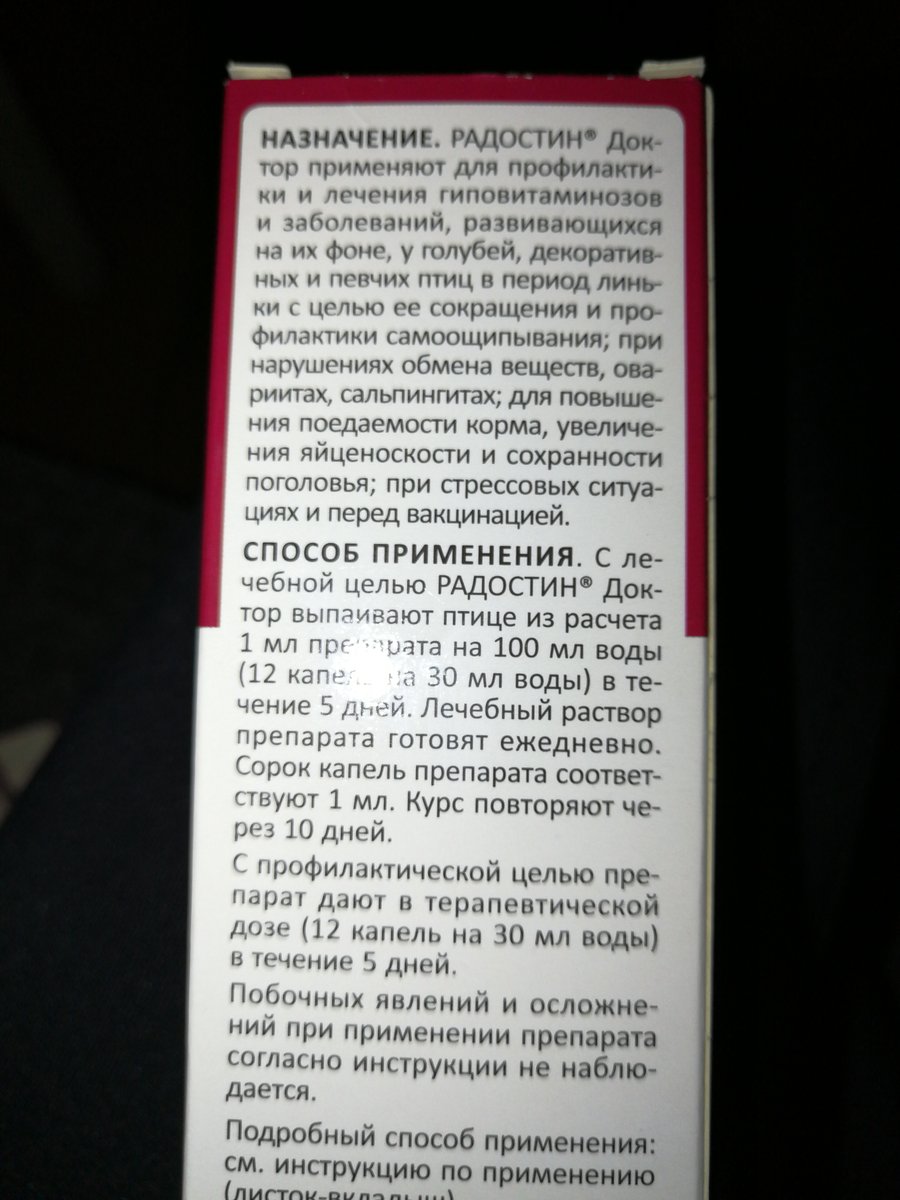 НАЗНАЧЕНИЕ. РАДОСТИН® Док-
тор применяют для профилакти-
ки и лечения гиповитаминозов
и заболеваний, развивающихся
на их фоне, у голубей, декоратив-
ных и певчих птиц в период линь-
ки с целью ее сокращения и про-
филактики самоощипывания; при
нарушениях обмена веществ, ова-
риитах, сальпингитах; для повыше-
ния поедаемости корма, увеличе-
ния яйценоскости и сохранности
поголовья; при стрессовых ситуа-
циях и перед вакцинацией.
СПОСОБ ПРИМЕНЕНИЯ. С ле-
чебной целью РАДОСТИН® Док-
тор выпаивают птице из расчета
1 мл препарата на 100 мл воды
(12 капель на 30 мл воды) в те-
чение 5 дней. Лечебный раствор
препарата готовят ежедневно.
Сорок капель препарата соответ-
ствуют 1 мл. Курс повторяют че-
рез 10 дней.
С профилактической целью пре-
парат дают в терапевтической
дозе (12 капель на 30 мл воды)
в течение 5 дней.
Побочных явлений и осложне-
ний при применении препарата
согласно инструкции не наблю-
дается.
Подробный способ применения:
см. инструкцию по применению
(листок-вкладыш)